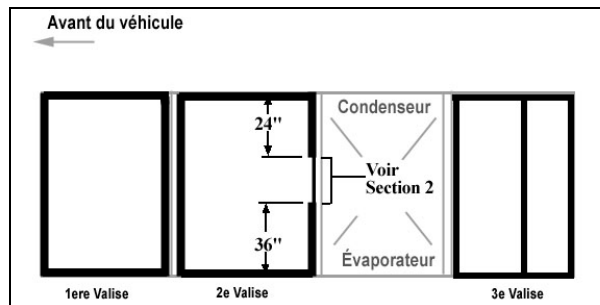 Avant du véhicule
Condenseur
24"
Voir
Section 2
36"
Évaporateur
1ere Valise
2e Valise
3e Valise